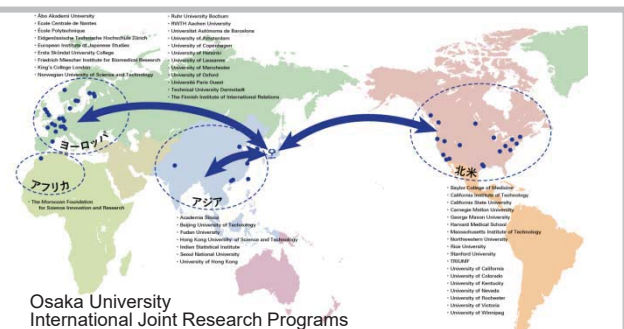 ・Åbo Akademi University
・Ecole Centrale de Nantes
・École Polytechnique
・Eidgenössische Technische Hochschule Zürich
・European Institute of Japanese Studies
・Ersta Sköndal University College
・Friedrich Miescher Institute for Biomedical Research
・King's College London
・Norwegian University of Science and Technology
・Ruhr University Bochum
・RWTH Aachen University
・Universitat Autònoma de Barcelona
・University of Amsterdam
・University of Copenhagen
・University of Helsinki
・University of Lausanne
・University of Manchester
・University of Oxford
・Université Paris Ouest
・Technical University Darmstadt
・The Finnish Institute of International Relations
ヨーロッパ
アフリカ
・The Moroccan Foundation
for Science Innovation and Research
アジア
・Academia Sinica
・Beijing University of Technology
・Fudan University
・Hong Kong University of Science and Technology
・Indian Statistical Institute
・Seoul National University
・University of Hong Kong
北米
・Baylor College of Medicine
・California Institute of Technology
・California State University
・Carnegie Mellon University
・George Mason University
・Harvard Medical School
・Massachusetts Institute of Technology
・Northwestern University
・Rice University
・Stanford University
・TRIUMF
・University of California
・University of Colorado
・University of Kentucky
・University of Nevada
・University of Rochester
・University of Victoria
・University of Winnipeg
Osaka University
International Joint Research Programs